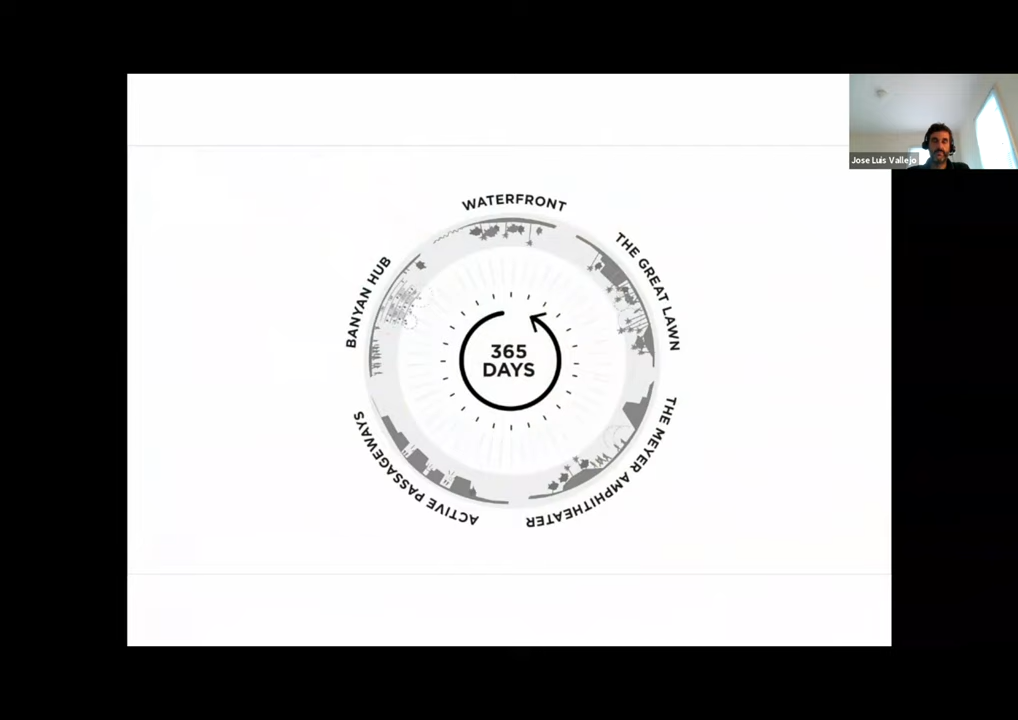 WATERFRONT
THE GREAT LAWN
THE MEYER AMPHITHEATER
ACTIVE PASSAGEWAYS
BANYAN HUB
365
DAYS
Jose Luis Vallejo